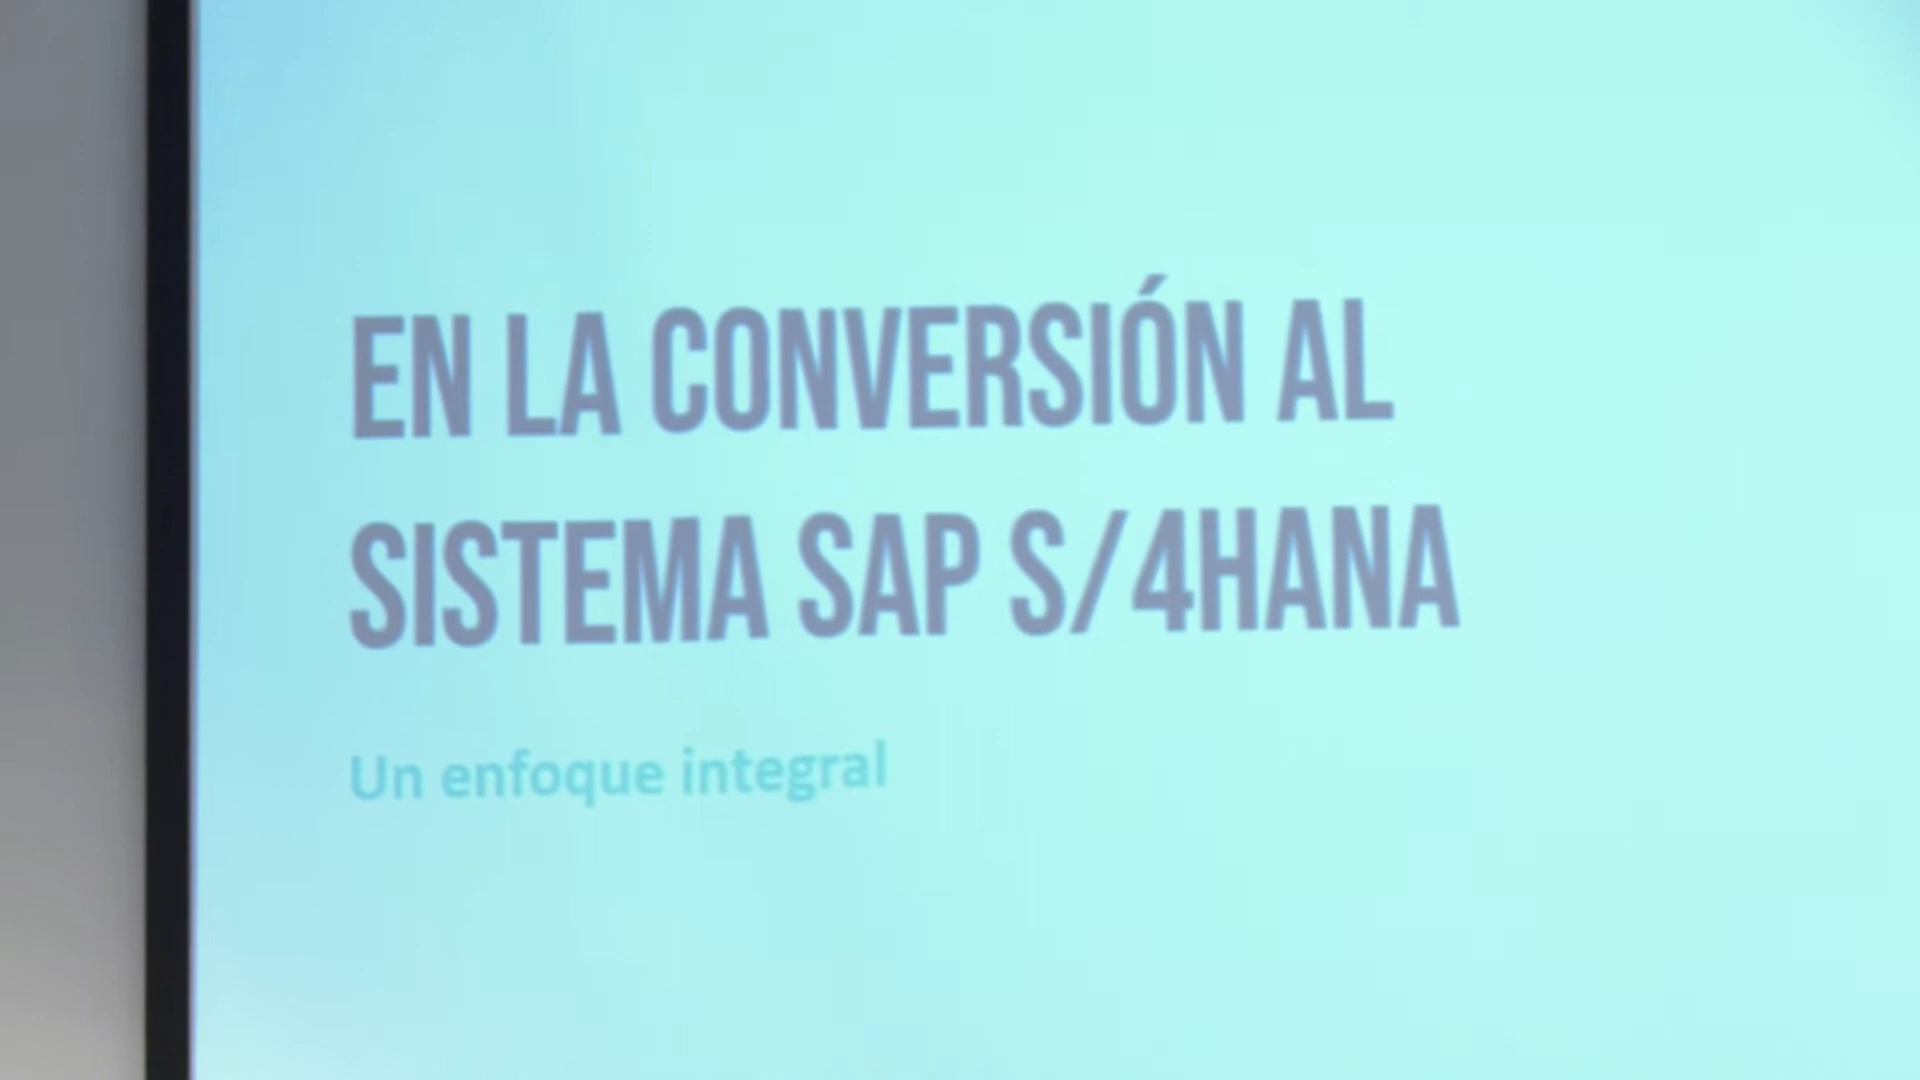 EN LA CONVERSIÓN AL
SISTEMA SAP S/4HANA
Un enfoque integral